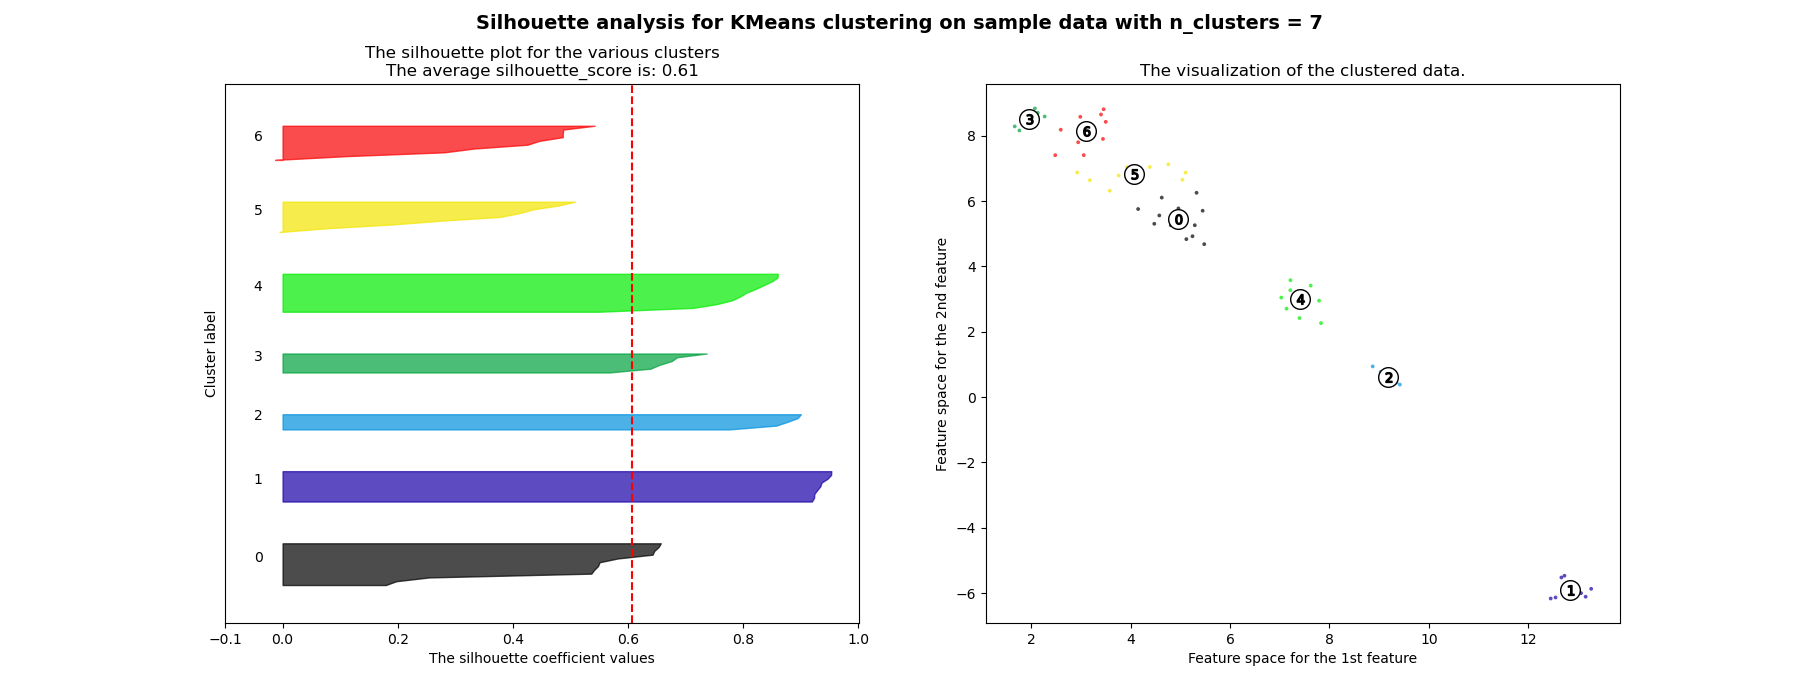 Silhouette analysis for KMeans clustering on sample data with n_clusters = 7
The silhouette plot for the various clusters
The average silhouette_score is: 0.61
6
5
4
3
2
1
0
Cluster label
−0.1 0.0 0.2 0.4 0.6 0.8 1.0
The silhouette coefficient values
The visualization of the clustered data.
8
6
4
2
0
−2
−4
−6
Feature space for the 2nd feature
3
6
5
0
4
2
1
2 4 6 8 10 12
Feature space for the 1st feature